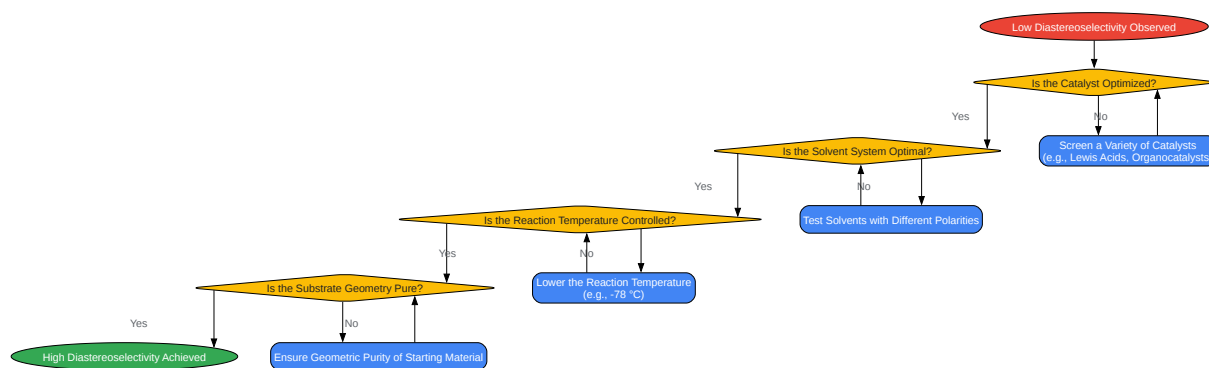 Low Diastereoselectivity Observed
Is the Catalyst Optimized?
Yes
No
Screen a Variety of Catalysts
(e.g., Lewis Acids, Organocatalysts
Is the Solvent System Optimal?
Yes
No
Test Solvents with Different Polarities
Is the Reaction Temperature Controlled?
Yes
No
Lower the Reaction Temperature
(e.g., -78 °C)
Is the Substrate Geometry Pure?
Yes
No
High Diastereoselectivity Achieved
Ensure Geometric Purity of Starting Material